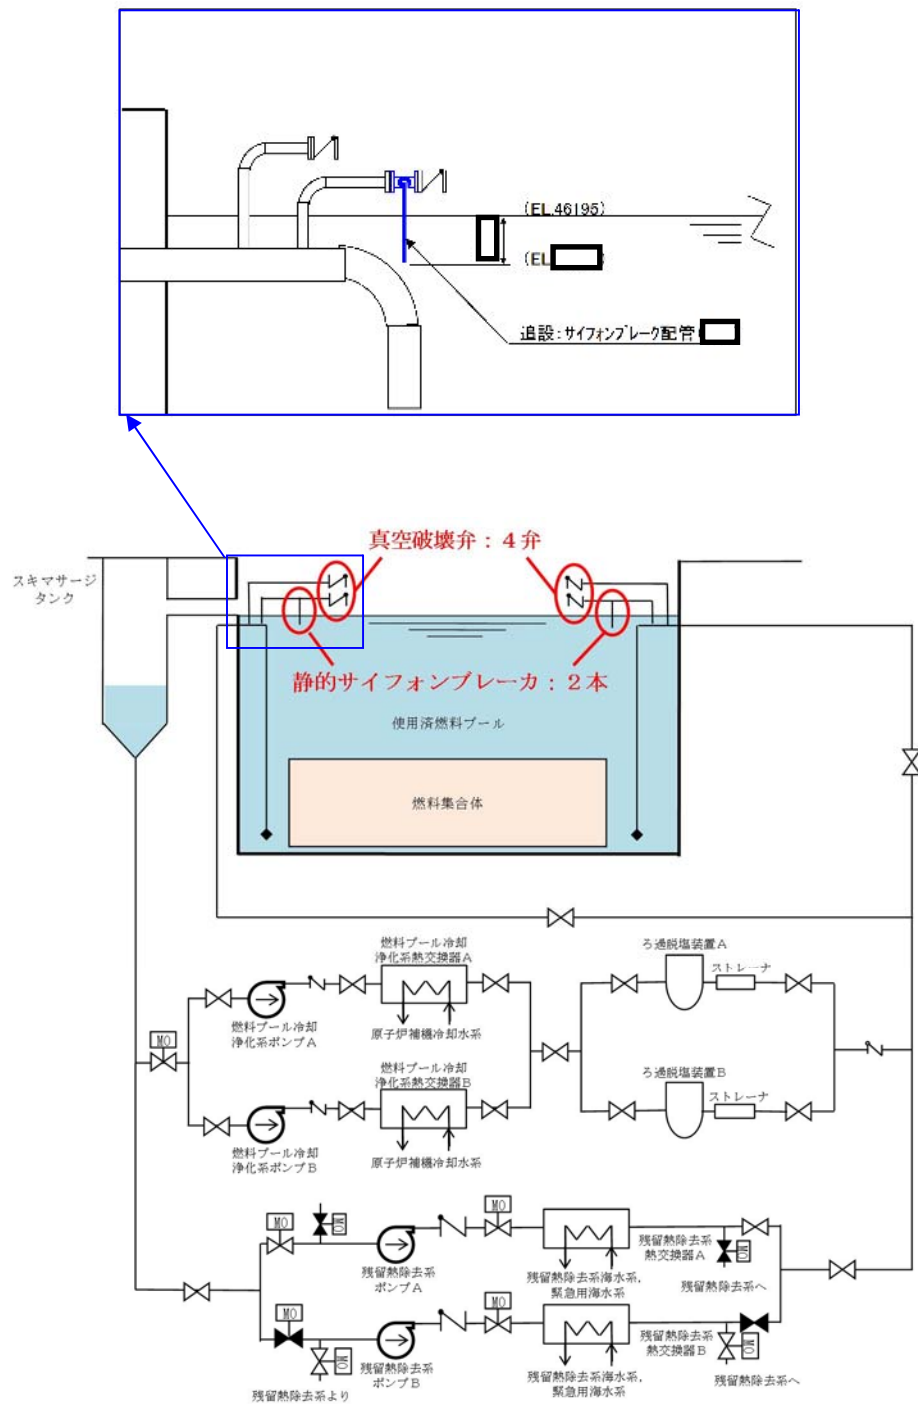 (EL.46195)
(EL
追設:サイフォンブレーク配管(
真空破壊弁:4弁
スキマサージ
タンク
静的サイフォンブレーカ:2本
使用済燃料プール
燃料集合体
燃料プール冷却
浄化系熱交換器A
ろ過脱塩装置A
ストレーナ
MO
燃料プール冷却
浄化系ポンプA
原子炉補機冷却水系
燃料プール冷却
浄化系熱交換器B
ろ過脱塩装置B
ストレーナ
燃料プール冷却
浄化系ポンプB
原子炉補機冷却水系
MO
MO
MO
残留熱除去系
ポンプA
残留熱除去系海水系,
緊急用海水系
残留熱除去系
熱交換器A
MO
残留熱除去系へ
MO
MO
MO
残留熱除去系より
残留熱除去系
ポンプB
残留熱除去系海水系,
緊急用海水系
残留熱除去系
熱交換器B
MO
残留熱除去系へ